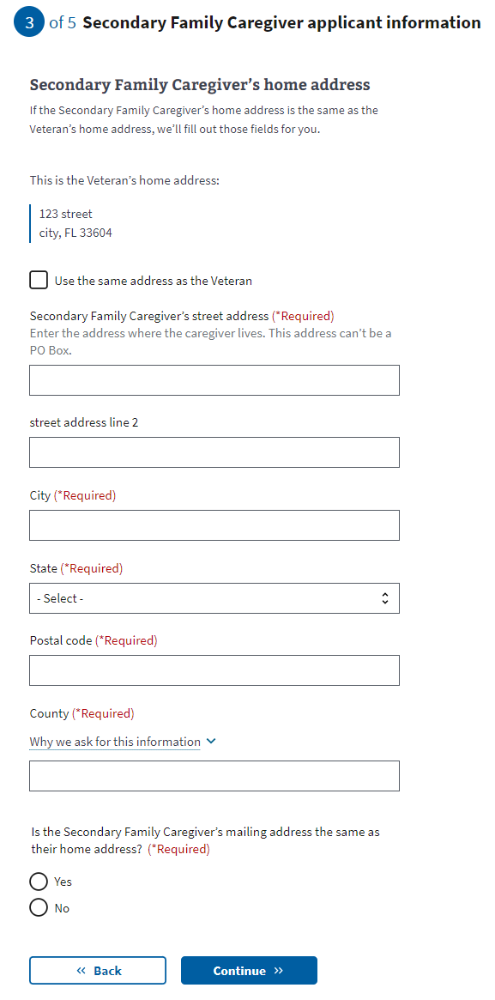 3 of 5 Secondary Family Caregiver applicant information
Secondary Family Caregiver’s home address
If the Secondary Family Caregiver’s home address is the same as the
Veteran’s home address, we’ll fill out those fields for you.
This is the Veteran’s home address:
123 street
city, FL 33604
Use the same address as the Veteran
Secondary Family Caregiver’s street address (*Required)
Enter the address where the caregiver lives. This address can’t be a
PO Box.
street address line 2
City (*Required)
State (*Required)
- Select -
Postal code (*Required)
County (*Required)
Why we ask for this information
Is the Secondary Family Caregiver’s mailing address the same as
their home address? (*Required)
Yes
No
« Back
Continue »